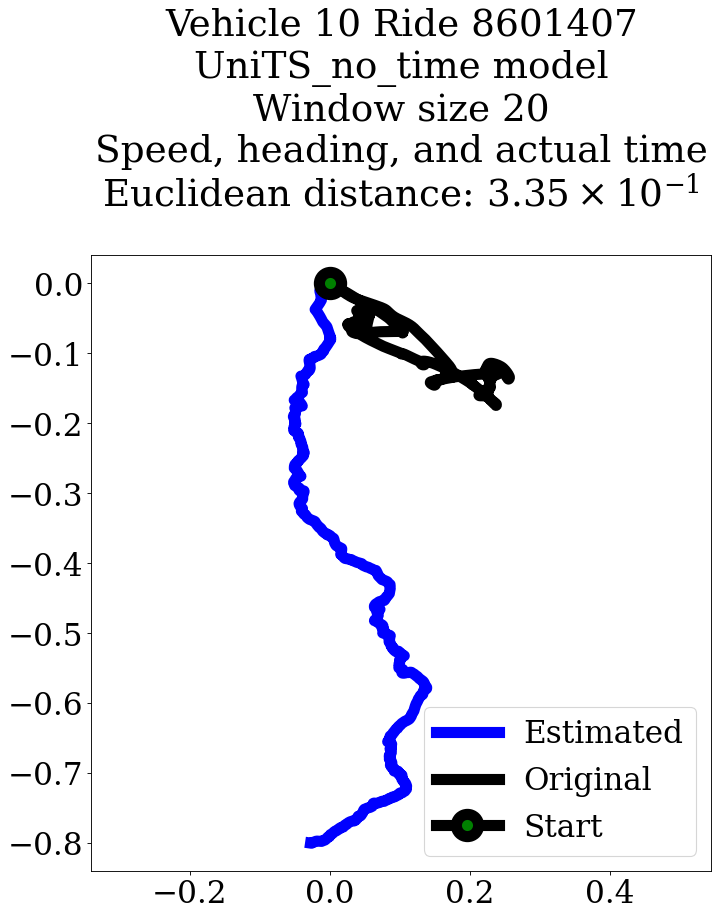 Vehicle 10 Ride 8601407
UniTS_no_time model
Window size 20
Speed, heading, and actual time
Euclidean distance: 3.35 × 10⁻¹
0.0
−0.1
−0.2
−0.3
−0.4
−0.5
−0.6
−0.7
−0.8
Estimated
Original
Start
−0.2 0.0 0.2 0.4